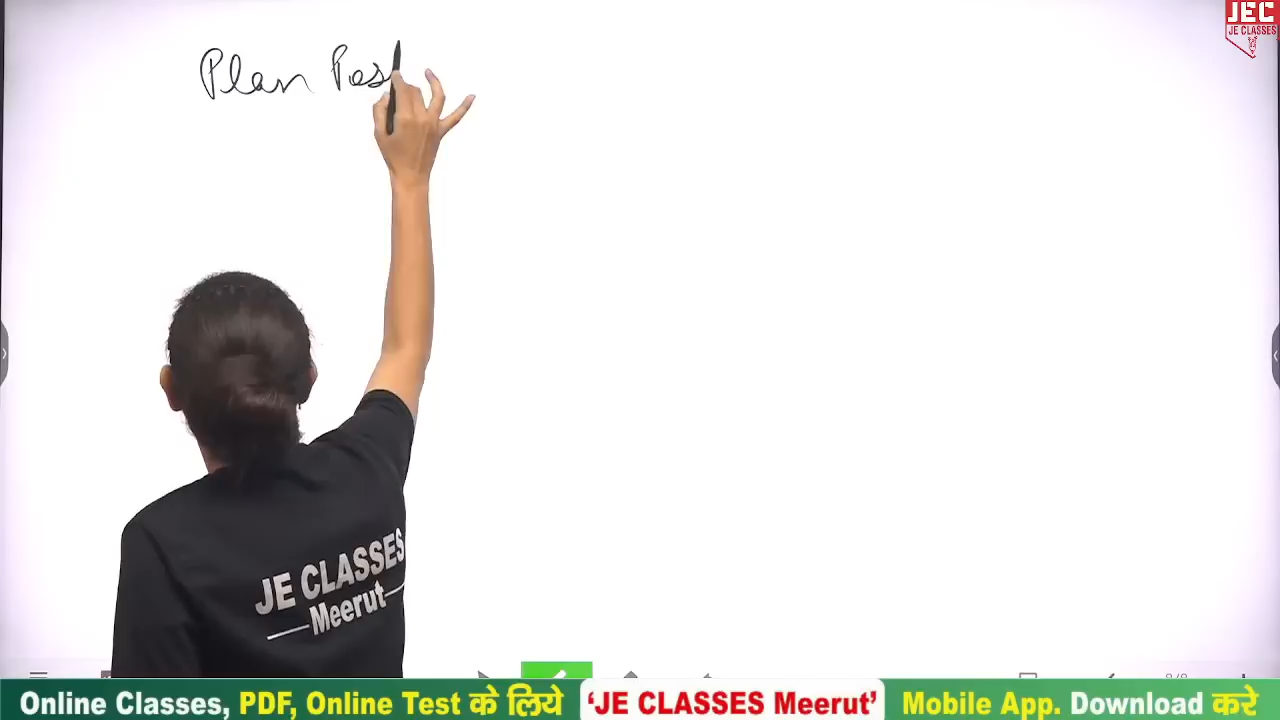 JEC
JE CLASSES
Plan Pos
JE CLASSES
Meerut
Online Classes, PDF, Online Test के लिये 'JE CLASSES Meerut' Mobile App. Download करे